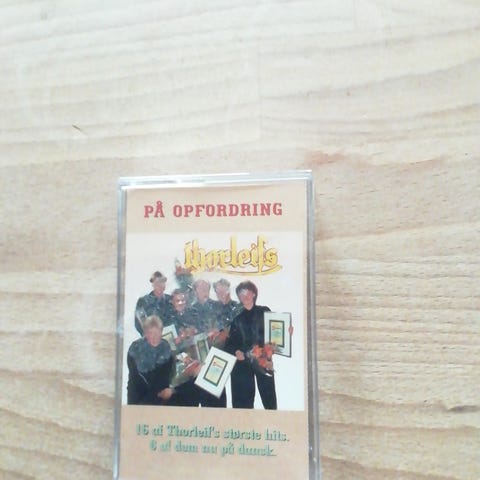 PÅ OPFORDRING
thorleifs
16 af Thorleif's største hits.
6 af dem nu på dansk.